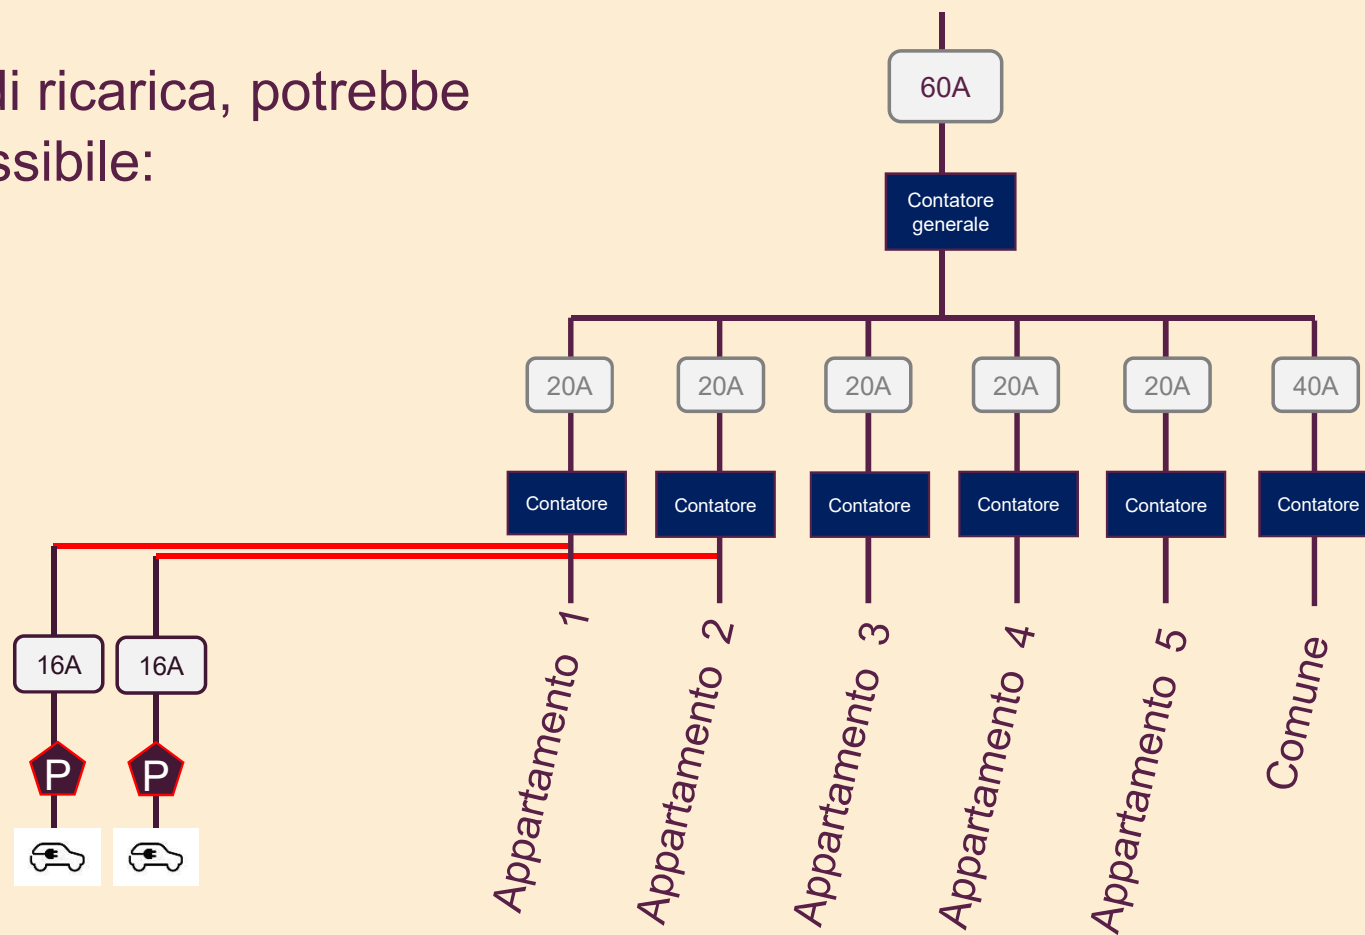 di ricarica, potrebbe
ssibile:
60A
Contatore
generale
20A 20A 20A 20A 20A 40A
Contatore Contatore Contatore Contatore Contatore Contatore
16A 16A
P P
Appartamento 1
Appartamento 2
Appartamento 3
Appartamento 4
Appartamento 5
Comune